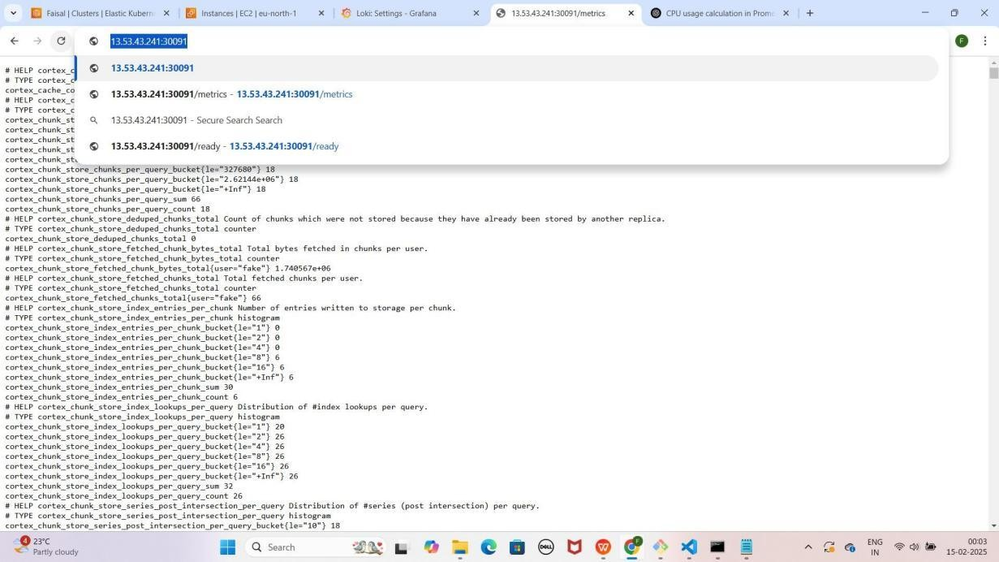 Faisal | Clusters | Elastic Kubern
Instances | EC2 | eu-north-1
Loki: Settings - Grafana
13.53.43.241:30091/metrics
CPU usage calculation in Prome
13.53.43.241:30091
F
13.53.43.241:30091
13.53.43.241:30091/metrics - 13.53.43.241:30091/metrics
13.53.43.241:30091 - Secure Search Search
13.53.43.241:30091/ready - 13.53.43.241:30091/ready
# HELP cortex_c
# TYPE cortex_c
cortex_cache_co
# HELP cortex_c
# TYPE cortex_c
cortex_chunk_st
cortex_chunk_st
cortex_chunk_st
cortex_chunk_st
cortex_chunk_st
cortex_chunk_store_chunks_per_query_bucket{le="327680"} 18
cortex_chunk_store_chunks_per_query_bucket{le="2.62144e+06"} 18
cortex_chunk_store_chunks_per_query_bucket{le="+Inf"} 18
cortex_chunk_store_chunks_per_query_sum 66
cortex_chunk_store_chunks_per_query_count 18
# HELP cortex_chunk_store_deduped_chunks_total Count of chunks which were not stored because they have already been stored by another replica.
# TYPE cortex_chunk_store_deduped_chunks_total counter
cortex_chunk_store_deduped_chunks_total 0
# HELP cortex_chunk_store_fetched_chunk_bytes_total Total bytes fetched in chunks per user.
# TYPE cortex_chunk_store_fetched_chunk_bytes_total counter
cortex_chunk_store_fetched_chunk_bytes_total{user="fake"} 1.740567e+06
# HELP cortex_chunk_store_fetched_chunks_total Total fetched chunks per user.
# TYPE cortex_chunk_store_fetched_chunks_total counter
cortex_chunk_store_fetched_chunks_total{user="fake"} 66
# HELP cortex_chunk_store_index_entries_per_chunk Number of entries written to storage per chunk.
# TYPE cortex_chunk_store_index_entries_per_chunk histogram
cortex_chunk_store_index_entries_per_chunk_bucket{le="1"} 0
cortex_chunk_store_index_entries_per_chunk_bucket{le="2"} 0
cortex_chunk_store_index_entries_per_chunk_bucket{le="4"} 0
cortex_chunk_store_index_entries_per_chunk_bucket{le="8"} 6
cortex_chunk_store_index_entries_per_chunk_bucket{le="16"} 6
cortex_chunk_store_index_entries_per_chunk_bucket{le="+Inf"} 6
cortex_chunk_store_index_entries_per_chunk_sum 30
cortex_chunk_store_index_entries_per_chunk_count 6
# HELP cortex_chunk_store_index_lookups_per_query Distribution of #index lookups per query.
# TYPE cortex_chunk_store_index_lookups_per_query histogram
cortex_chunk_store_index_lookups_per_query_bucket{le="1"} 20
cortex_chunk_store_index_lookups_per_query_bucket{le="2"} 26
cortex_chunk_store_index_lookups_per_query_bucket{le="4"} 26
cortex_chunk_store_index_lookups_per_query_bucket{le="8"} 26
cortex_chunk_store_index_lookups_per_query_bucket{le="16"} 26
cortex_chunk_store_index_lookups_per_query_bucket{le="+Inf"} 26
cortex_chunk_store_index_lookups_per_query_sum 32
cortex_chunk_store_index_lookups_per_query_count 26
# HELP cortex_chunk_store_series_post_intersection_per_query Distribution of #series (post intersection) per query.
# TYPE cortex_chunk_store_series_post_intersection_per_query histogram
cortex_chunk_store_series_post_intersection_per_query_bucket{le="10"} 18
4
23°C
Partly cloudy
Search
DELL
ENG
IN
00:03
15-02-2025